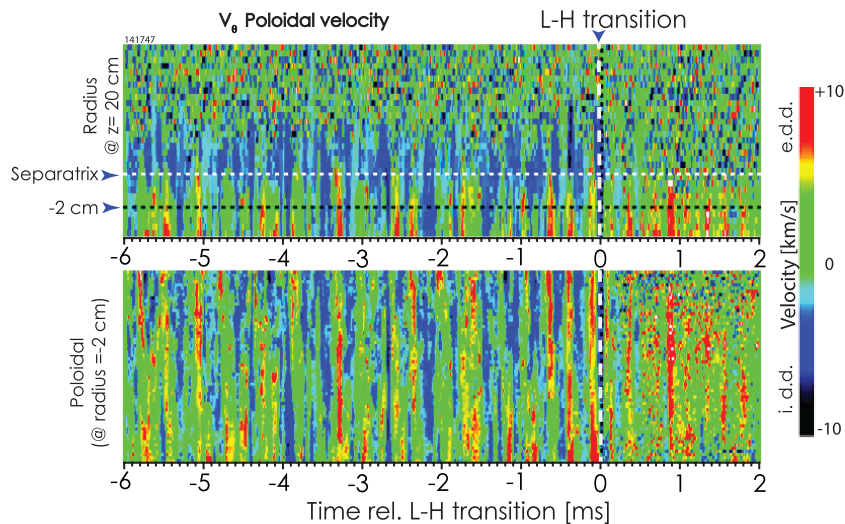 V_θ Poloidal velocity
L-H transition
141747
Radius
@ z= 20 cm
Separatrix
-2 cm
-6 -5 -4 -3 -2 -1 0 1 2
Poloidal
(@ radius =-2 cm)
-6 -5 -4 -3 -2 -1 0 1 2
Time rel. L-H transition [ms]
+10
e.d.d.
0
Velocity [km/s]
i. d.d.
-10